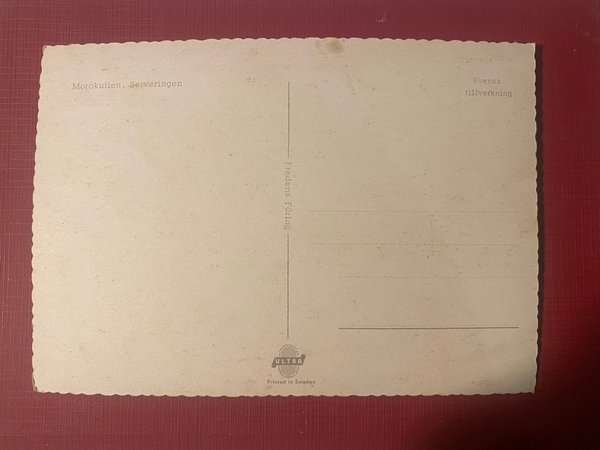 Morokulien. Serveringen
Svensk
tillverkning
Fredens Förlag
ULTRA
Printed in Sweden